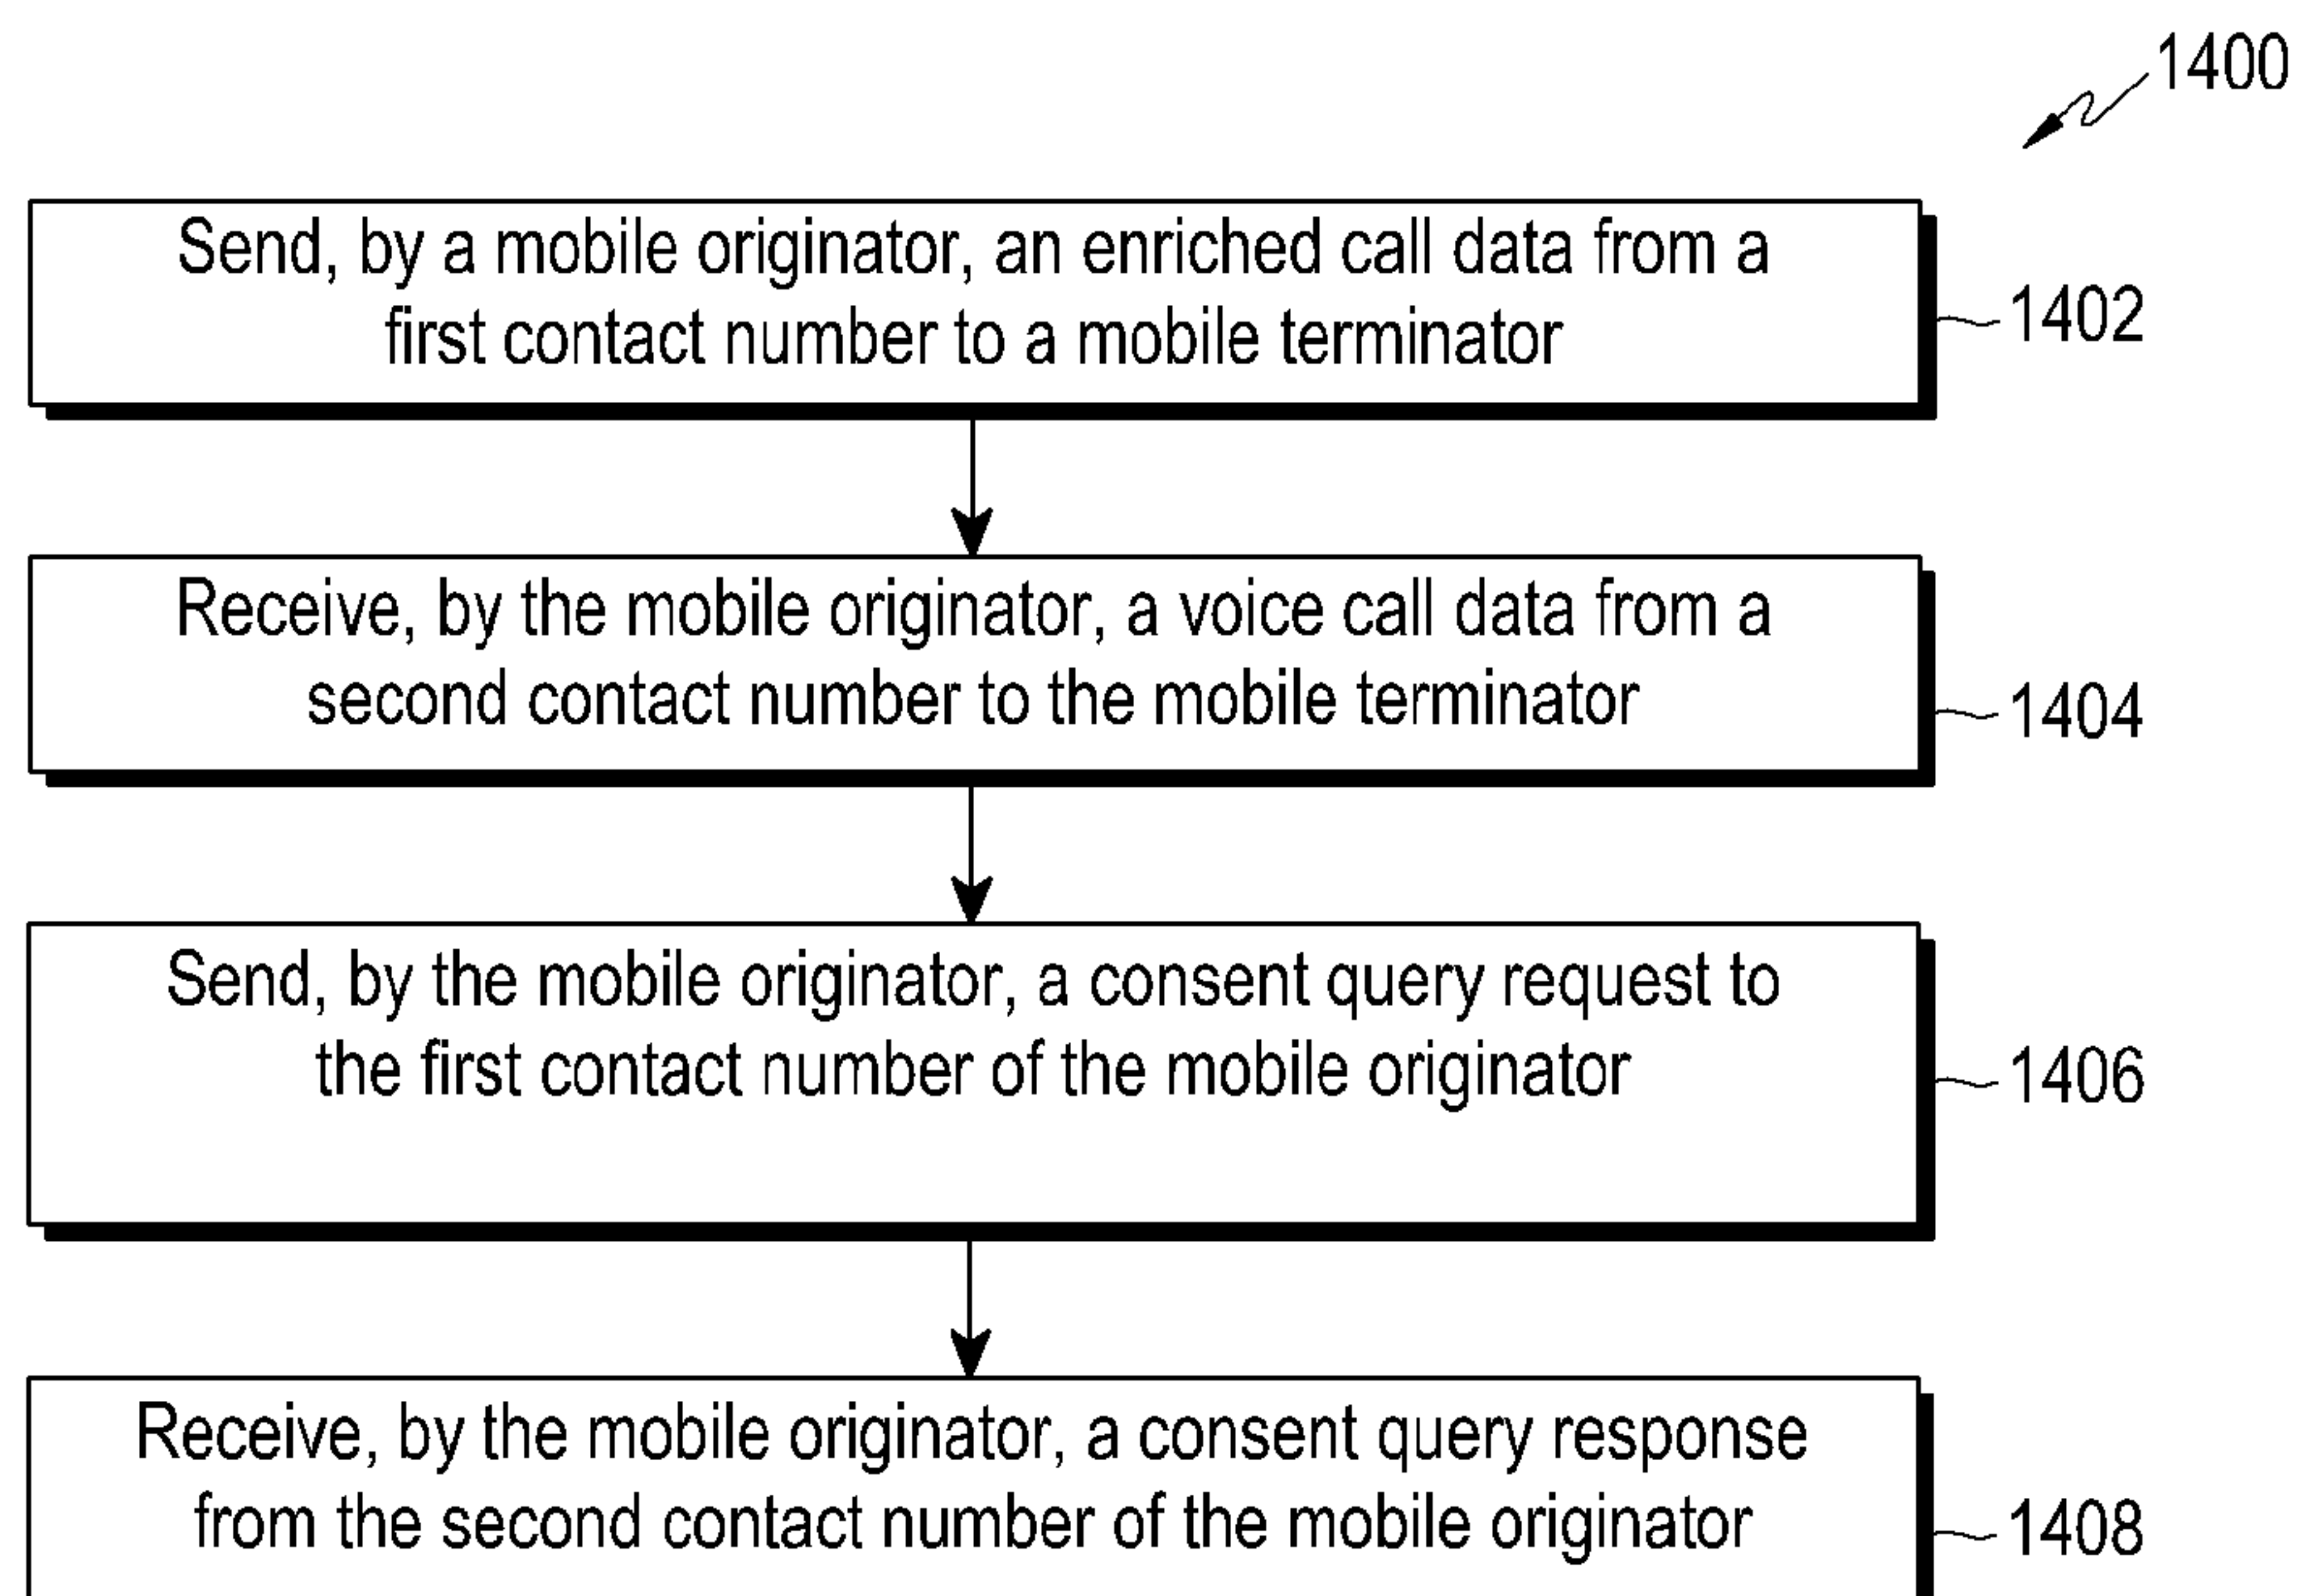 1400
Send, by a mobile originator, an enriched call data from a
first contact number to a mobile terminator
1402
Receive, by the mobile originator, a voice call data from a
second contact number to the mobile terminator
1404
Send, by the mobile originator, a consent query request to
the first contact number of the mobile originator
1406
Receive, by the mobile originator, a consent query response
from the second contact number of the mobile originator
1408